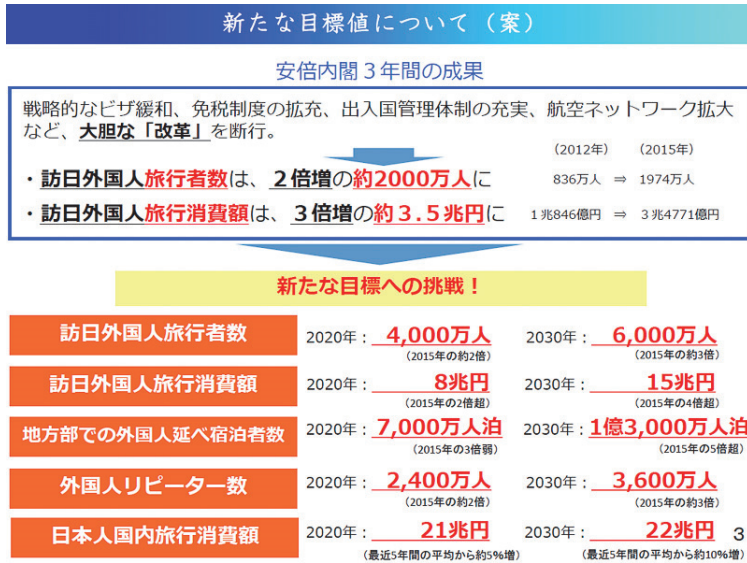 新たな目標値について（案）
安倍内閣３年間の成果
戦略的なビザ緩和、免税制度の拡充、出入国管理体制の充実、航空ネットワーク拡大
など、大胆な「改革」を断行。
（2012年） （2015年）
・訪日外国人旅行者数は、２倍増の約2000万人に 836万人 ⇒ 1974万人
・訪日外国人旅行消費額は、３倍増の約３.５兆円に １兆846億円 ⇒ ３兆4771億円
新たな目標への挑戦！
訪日外国人旅行者数 2020年： 4,000万人 2030年： 6,000万人
（2015年の約2倍） （2015年の約3倍）
訪日外国人旅行消費額 2020年： 8兆円 2030年： 15兆円
（2015年の2倍超） （2015年の4倍超）
地方部での外国人延べ宿泊者数 2020年： 7,000万人泊 2030年： 1億3,000万人泊
（2015年の3倍弱） （2015年の5倍超）
外国人リピーター数 2020年： 2,400万人 2030年： 3,600万人
（2015年の約2倍） （2015年の約3倍）
日本人国内旅行消費額 2020年： 21兆円 2030年： 22兆円 3
（最近5年間の平均から約5％増） （最近5年間の平均から約10％増）